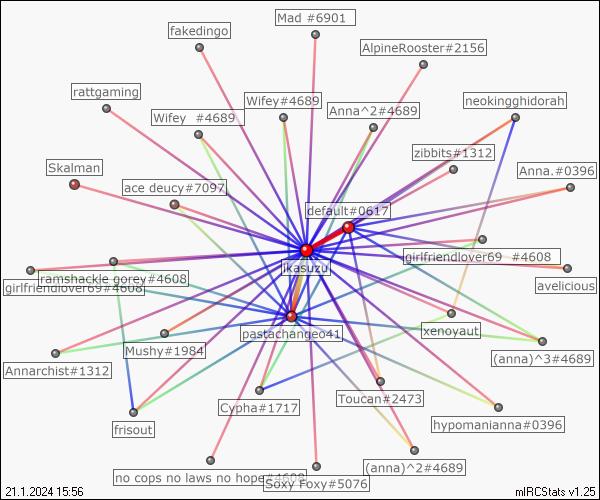 Mad #6901
fakedingo
AlpineRooster#2156
rattgaming
Wifey#4689
neokingghidorah
Wifey #4689
Anna^2#4689
zibbits#1312
Skalman
Anna.#0396
ace deucy#7097
default#0617
girlfriendlover69 #4608
ikasuzu
ramshackle gorey#4608
girlfriendlover69#4608
avelicious
pastachangeo41
xenoyaut
Mushy#1984
(anna)^3#4689
Annarchist#1312
Toucan#2473
Cypha#1717
hypomanianna#0396
frisout
(anna)^2#4689
no cops no laws no hope#4608
Soxy Foxy#5076
21.1.2024 15:56
mIRCStats v1.25